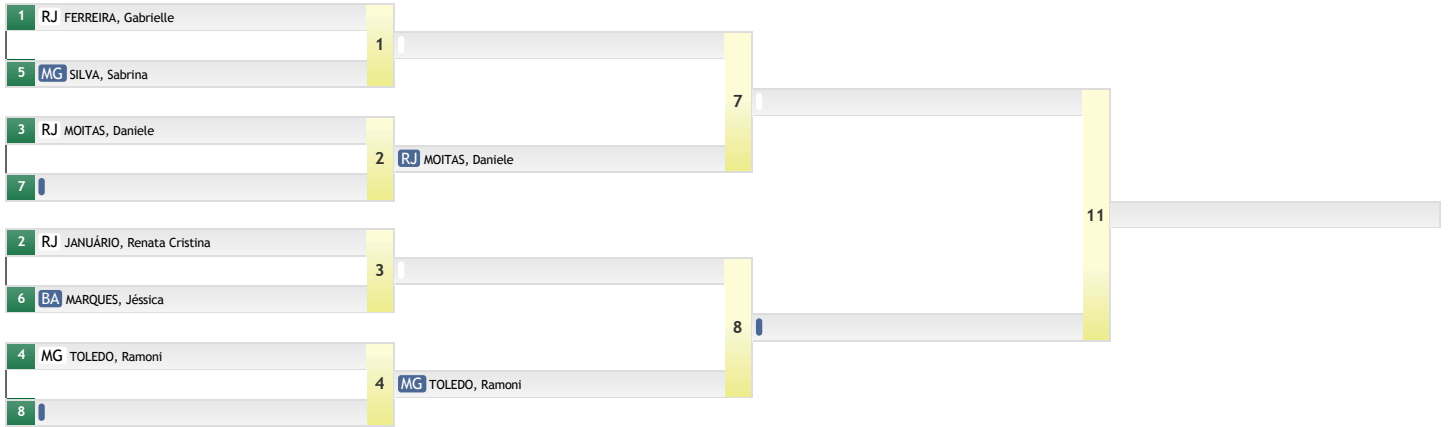 1 RJ FERREIRA, Gabrielle
1
5 MG SILVA, Sabrina
7
3 RJ MOITAS, Daniele
2 RJ MOITAS, Daniele
7
11
2 RJ JANUÁRIO, Renata Cristina
3
6 BA MARQUES, Jéssica
8
4 MG TOLEDO, Ramoni
4 MG TOLEDO, Ramoni
8